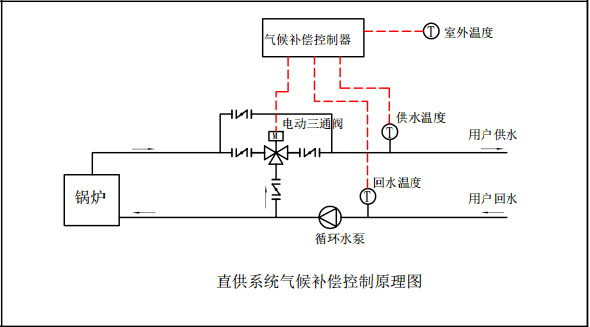 气候补偿控制器
T 室外温度
电动三通阀
M
供水温度
T
用户供水
回水温度
T
锅炉
用户回水
循环水泵
直供系统气候补偿控制原理图